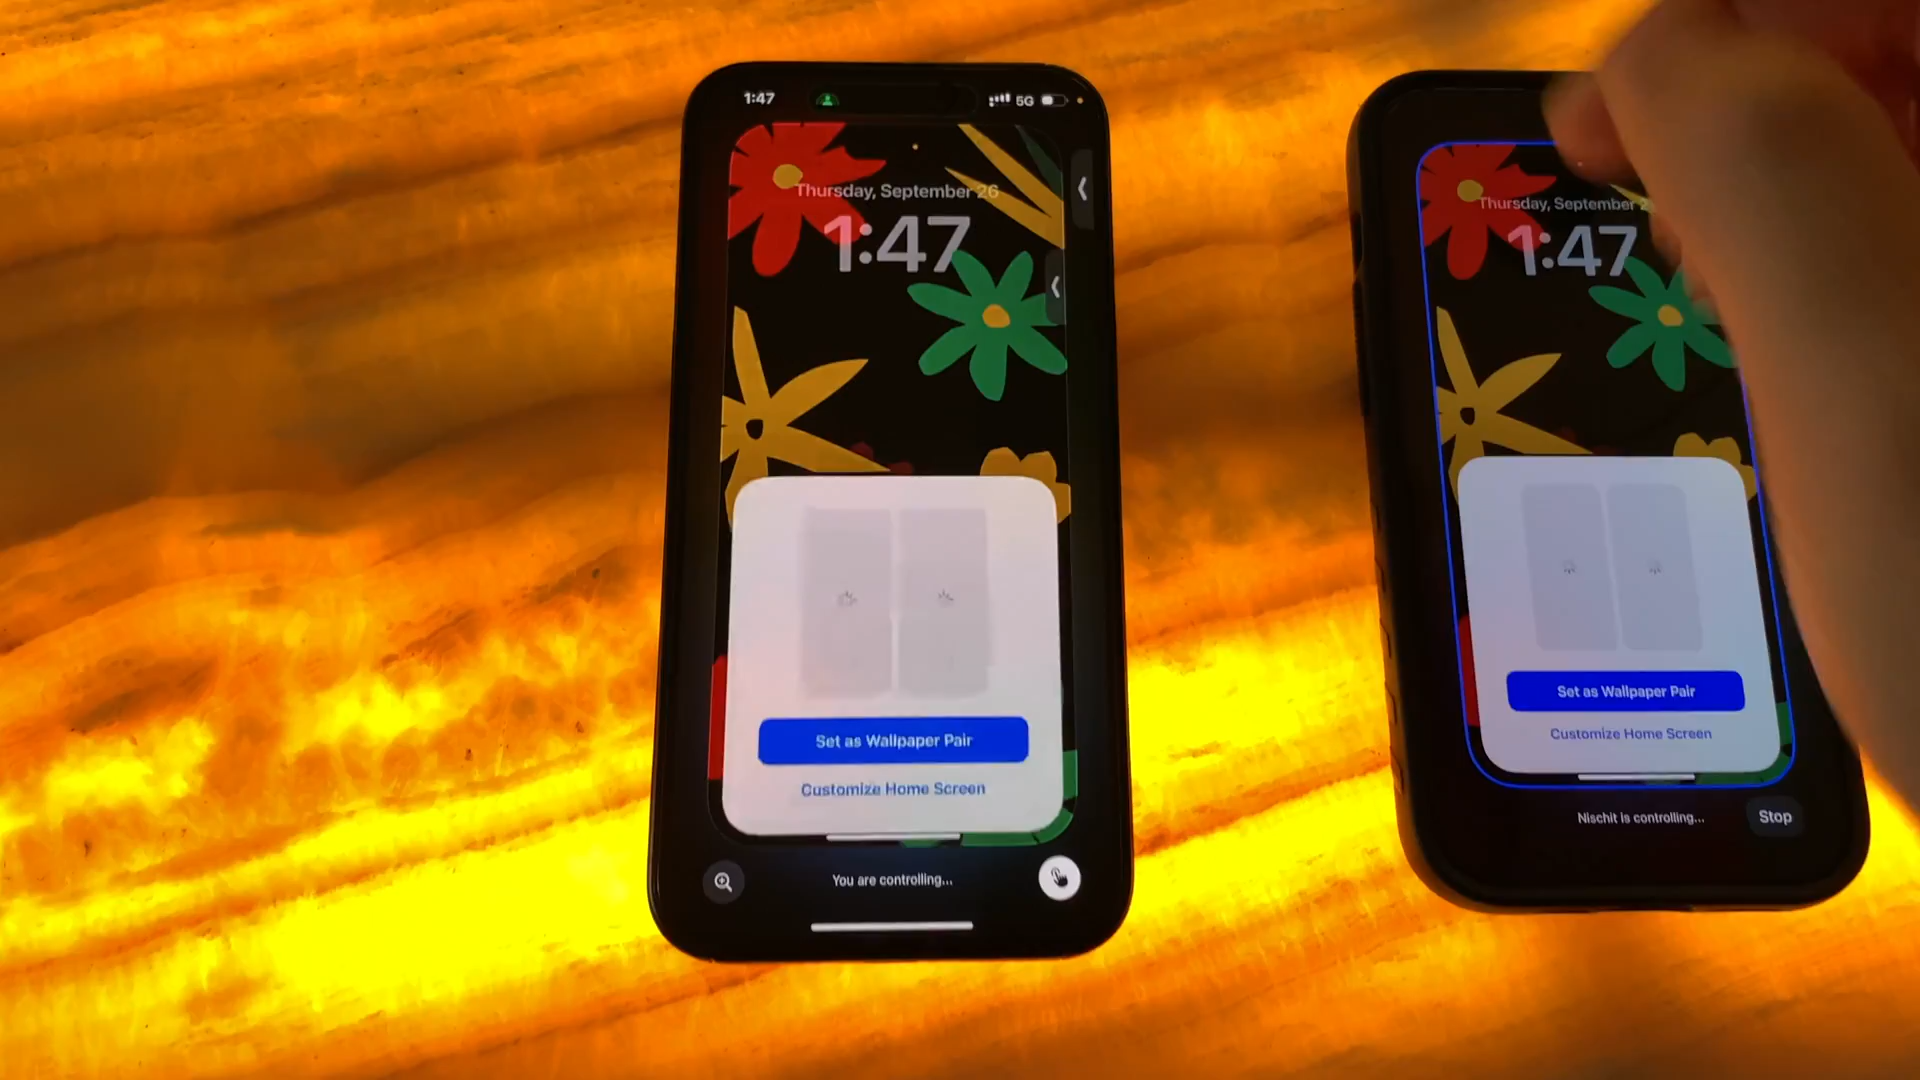 1:47
5G
Thursday, September 26
1:47
Set as Wallpaper Pair
Customize Home Screen
You are controlling...
Thursday, September 2
1:47
Set as Wallpaper Pair
Customize Home Screen
Nischit is controlling...
Stop